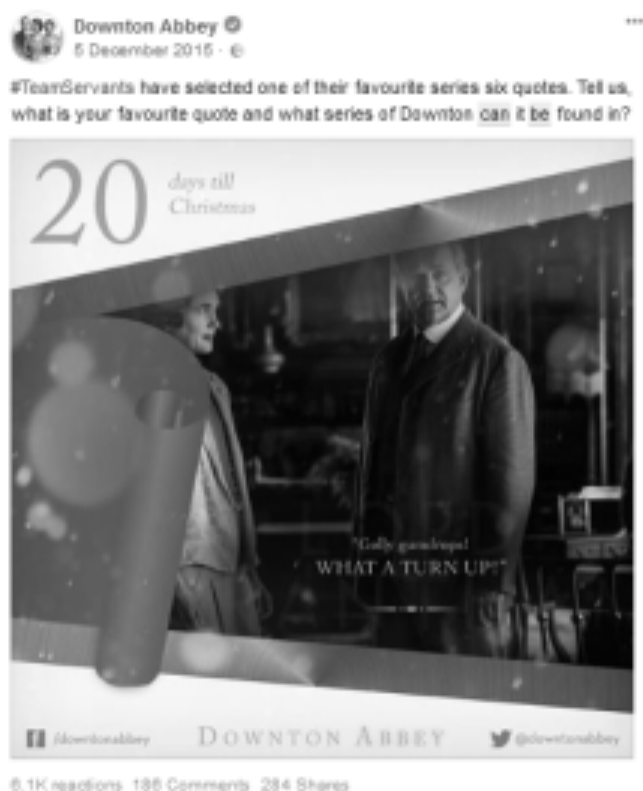 Downton Abbey
5 December 2015 ·
#TeamServants have selected one of their favourite series six quotes. Tell us,
what is your favourite quote and what series of Downton can it be found in?
20
days till
Christmas
"Golly gumdrops!
WHAT A TURN UP!"
/downtonabbey
DOWNTON ABBEY
@downtonabbey
6.1K reactions 186 Comments 284 Shares